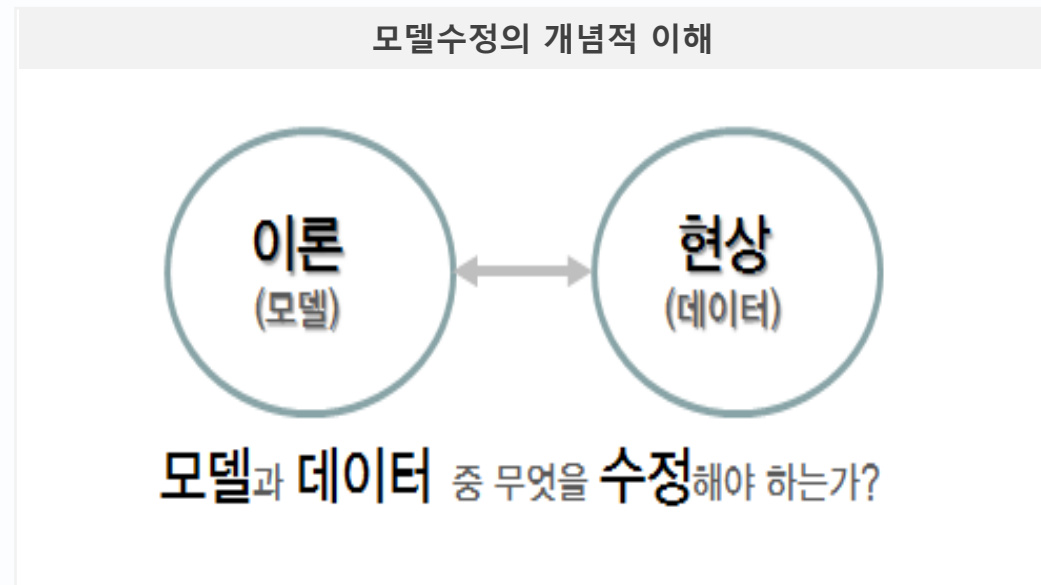 모델수정의 개념적 이해
이론
(모델)
현상
(데이터)
모델과 데이터 중 무엇을 수정해야 하는가?